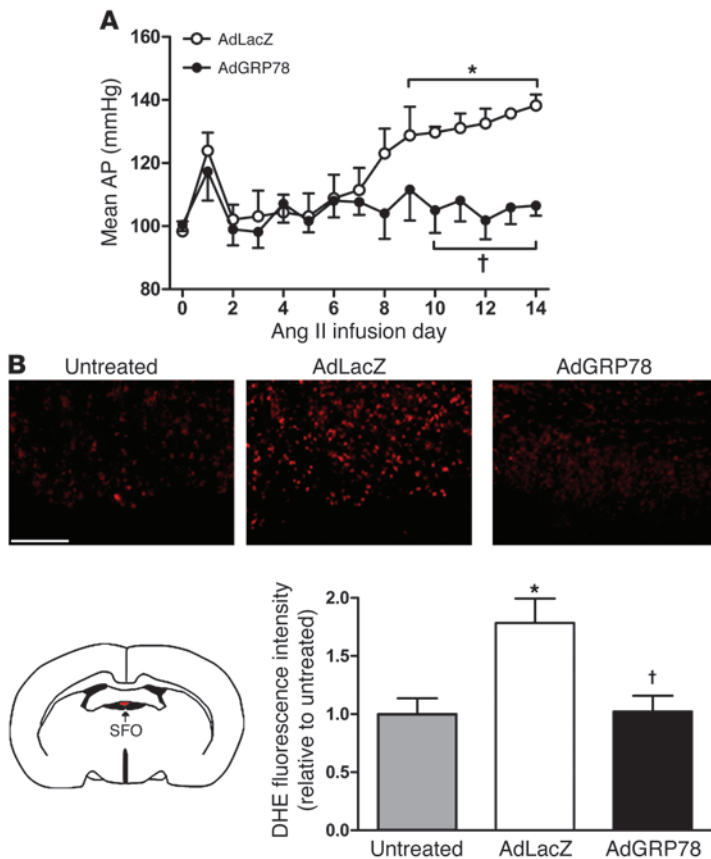 A
AdLacZ
AdGRP78
*
†
Mean AP (mmHg)
160
140
120
100
80
0 2 4 6 8 10 12 14
Ang II infusion day
B
Untreated AdLacZ AdGRP78
SFO
DHE fluorescence intensity
(relative to untreated)
2.0
1.5
1.0
0.5
0.0
*
†
Untreated AdLacZ AdGRP78